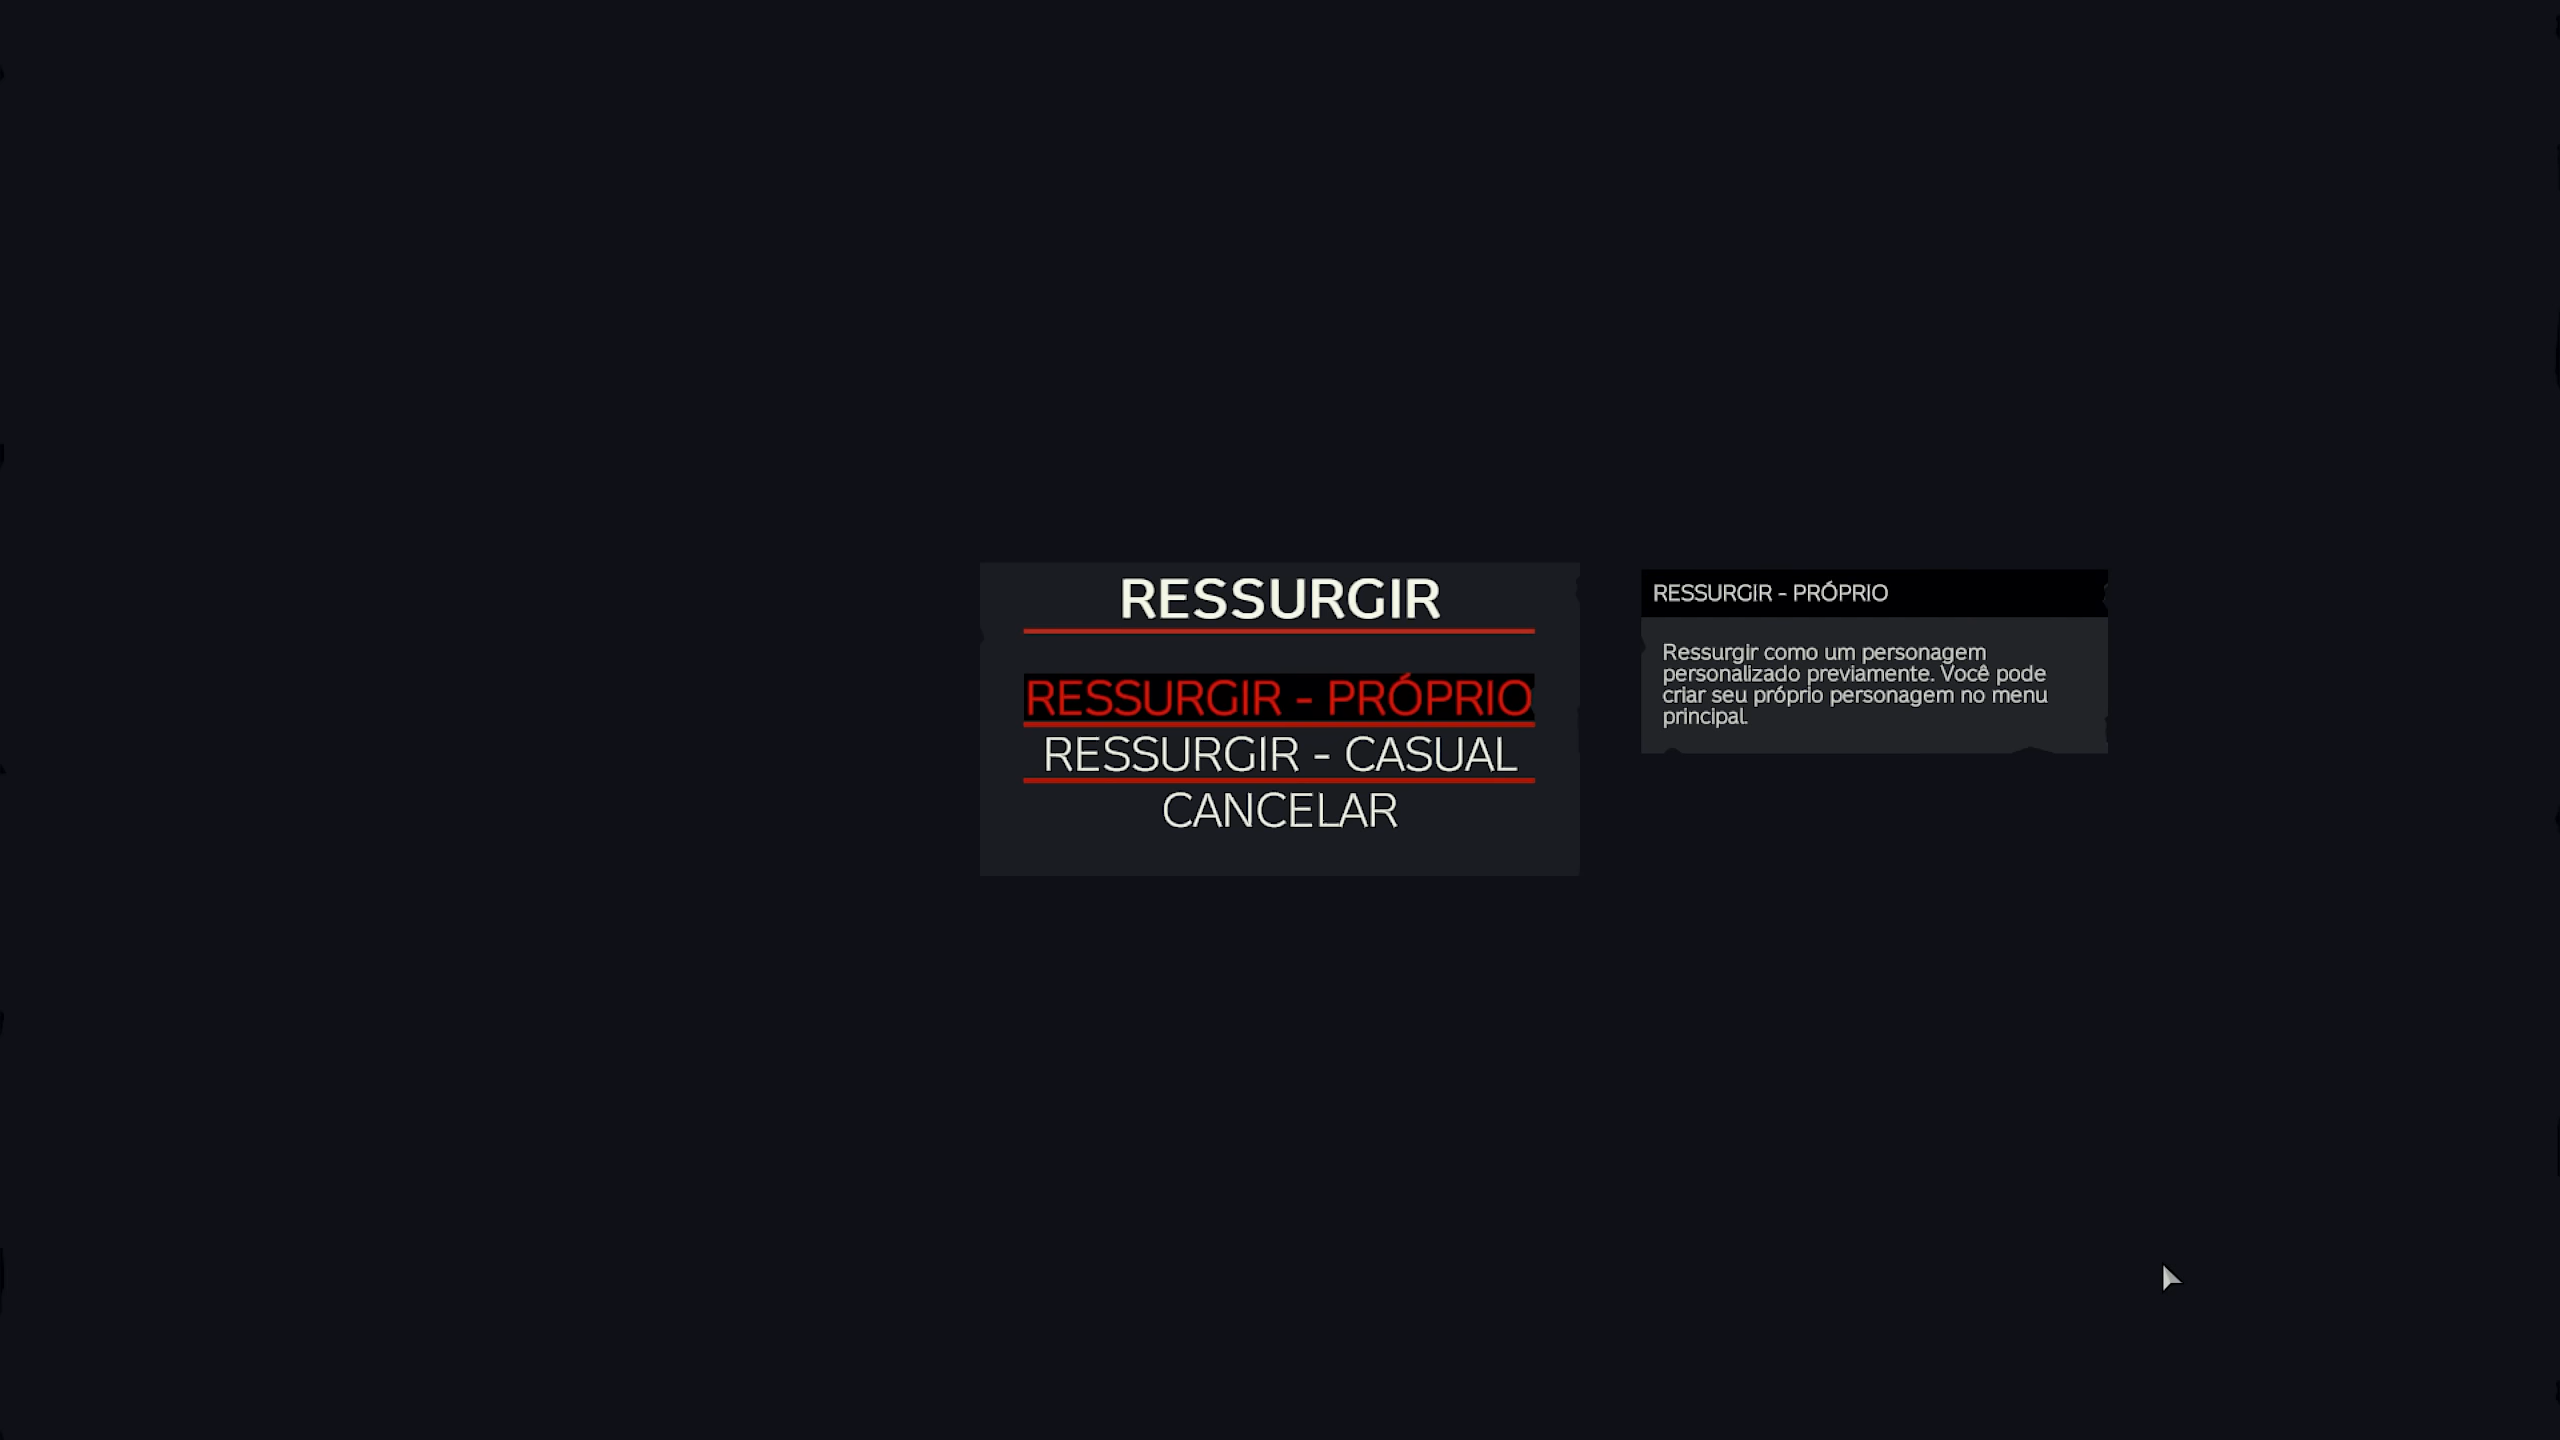 RESSURGIR
RESSURGIR - PRÓPRIO
RESSURGIR - CASUAL
CANCELAR
RESSURGIR - PRÓPRIO
Ressurgir como um personagem
personalizado previamente. Você pode
criar seu próprio personagem no menu
principal.